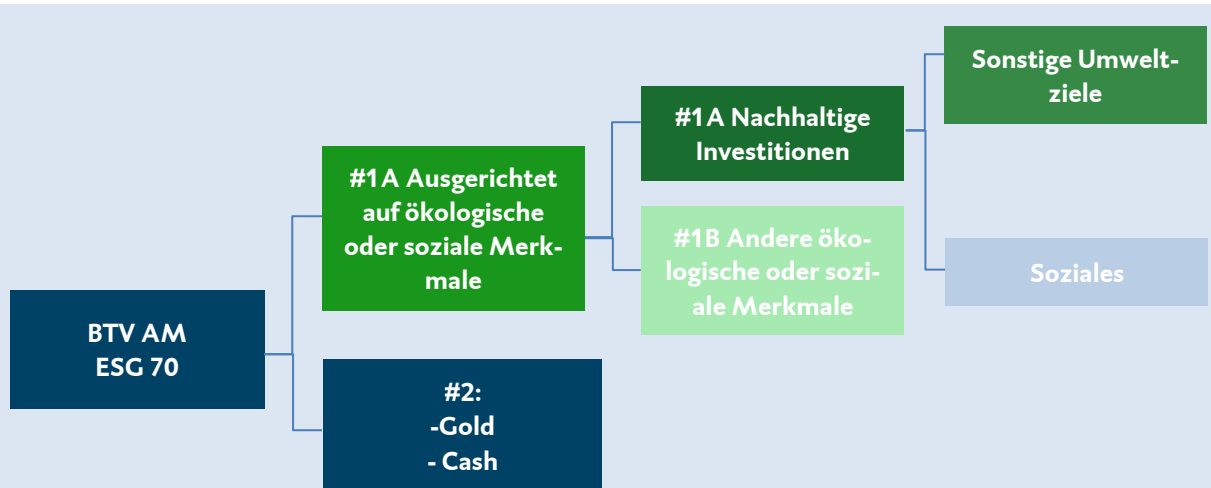 Sonstige Umwelt-
ziele
#1A Nachhaltige
Investitionen
#1A Ausgerichtet
auf ökologische
oder soziale Merk-
male
#1B Andere öko-
logische oder sozi-
ale Merkmale
Soziales
BTV AM
ESG 70
#2:
-Gold
- Cash